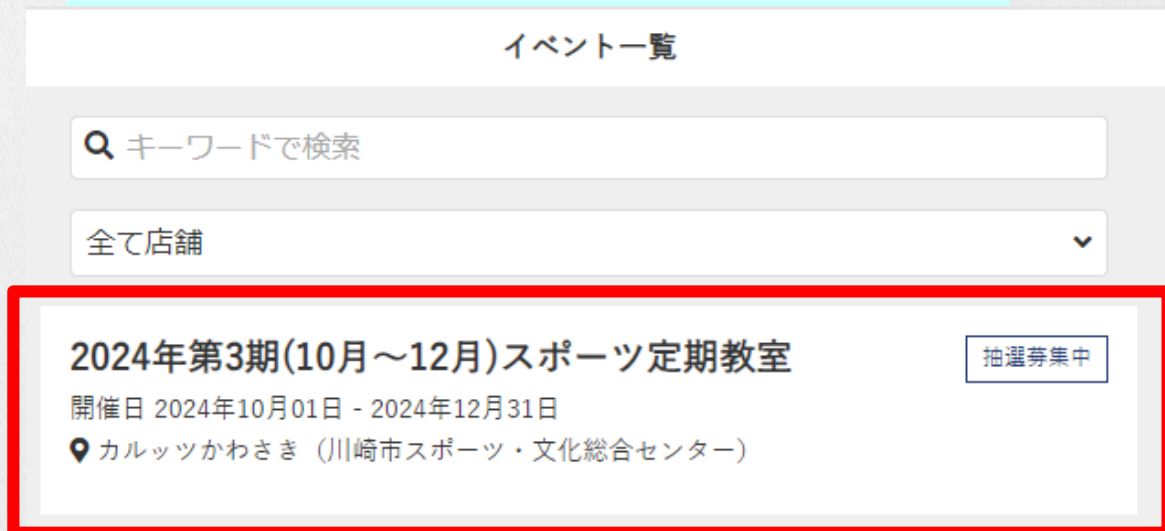 イベント一覧
キーワードで検索
全て店舗
2024年第3期(10月～12月)スポーツ定期教室
抽選募集中
開催日 2024年10月01日 - 2024年12月31日
カルッツかわさき（川崎市スポーツ・文化総合センター）